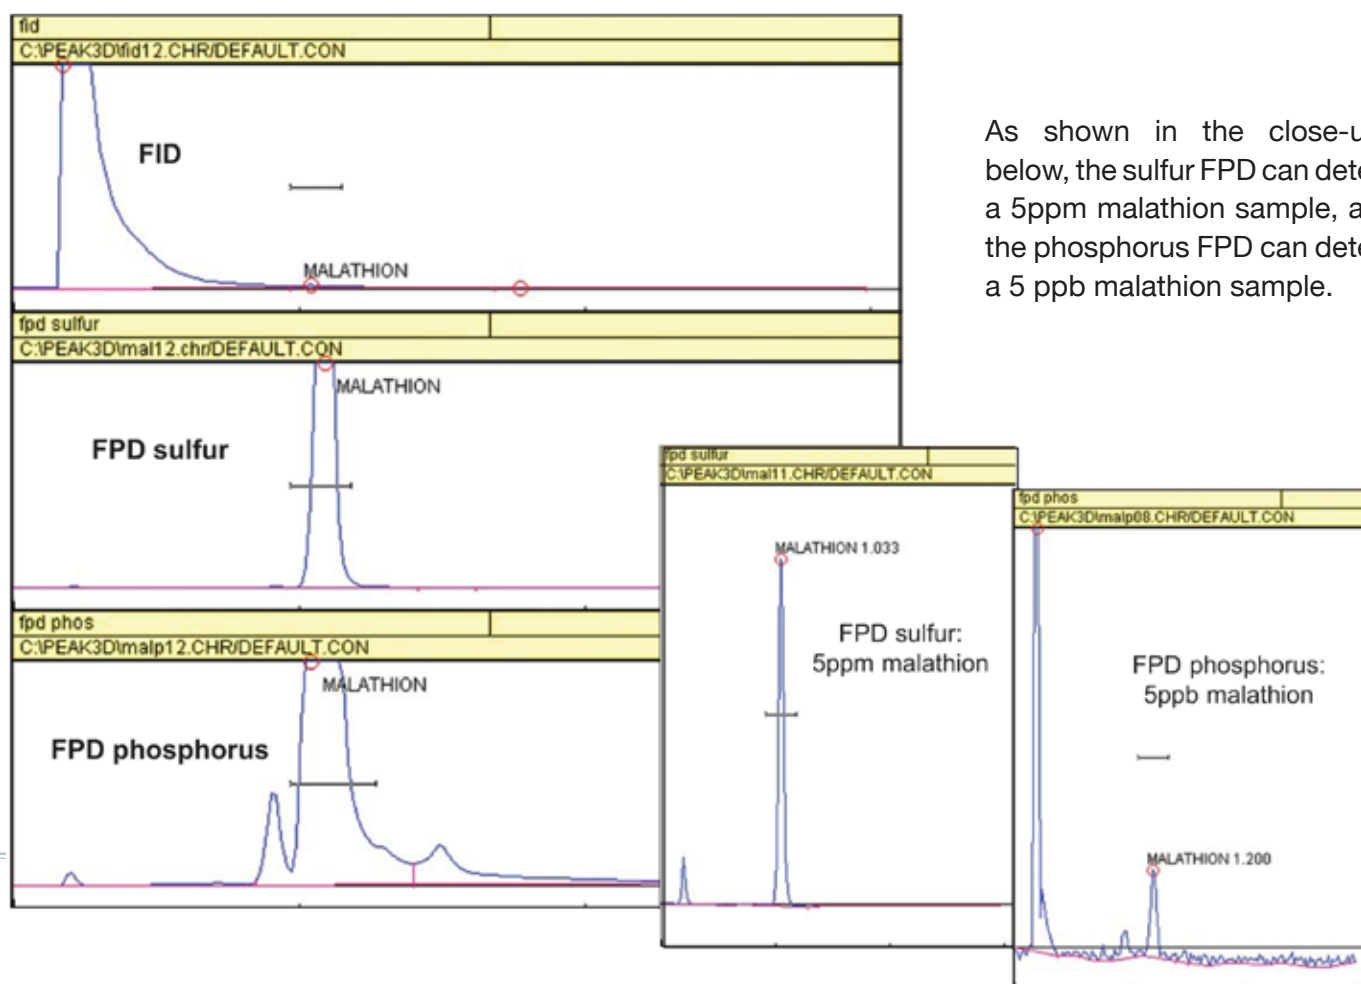 fid
C:\PEAK3D\fid12.CHR/DEFAULT.CON
FID
MALATHION
fpd sulfur
C:\PEAK3D\mal12.chr/DEFAULT.CON
MALATHION
FPD sulfur
fpd phos
C:\PEAK3D\malp12.CHR/DEFAULT.CON
MALATHION
FPD phosphorus
As shown in the close-u
below, the sulfur FPD can dete
a 5ppm malathion sample, a
the phosphorus FPD can dete
a 5 ppb malathion sample.
fpd sulfur
C:\PEAK3D\mal11.CHR/DEFAULT.CON
MALATHION 1.033
FPD sulfur:
5ppm malathion
fpd phos
C:\PEAK3D\malp08.CHR/DEFAULT.CON
FPD phosphorus:
5ppb malathion
MALATHION 1.200